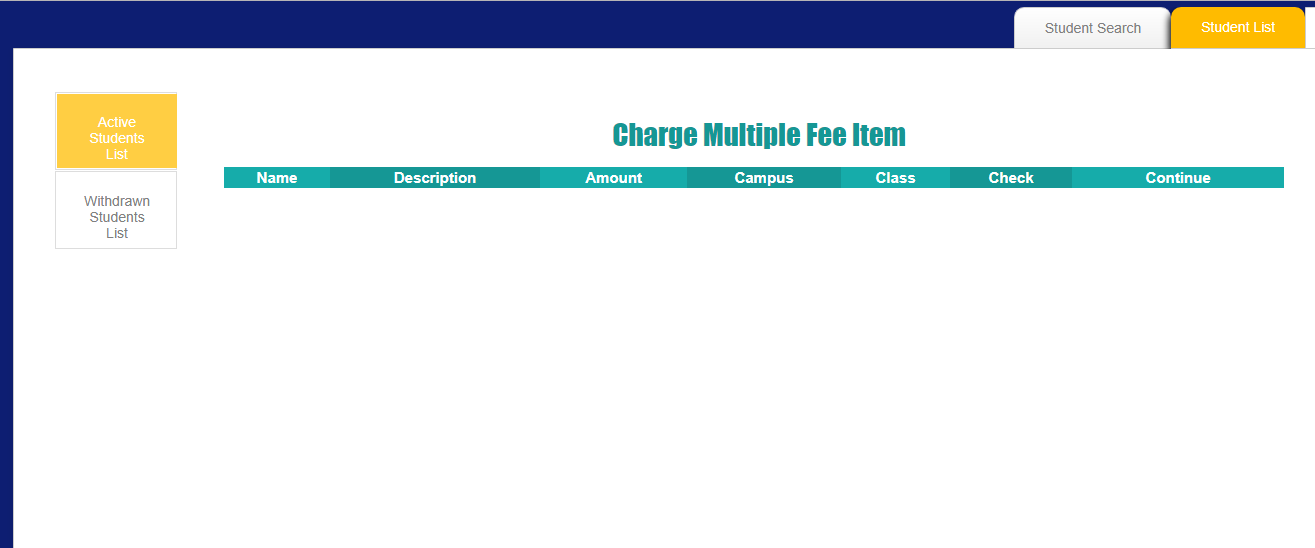 Student Search
Student List
Active
Students
List
Withdrawn
Students
List
Charge Multiple Fee Item
Name Description Amount Campus Class Check Continue